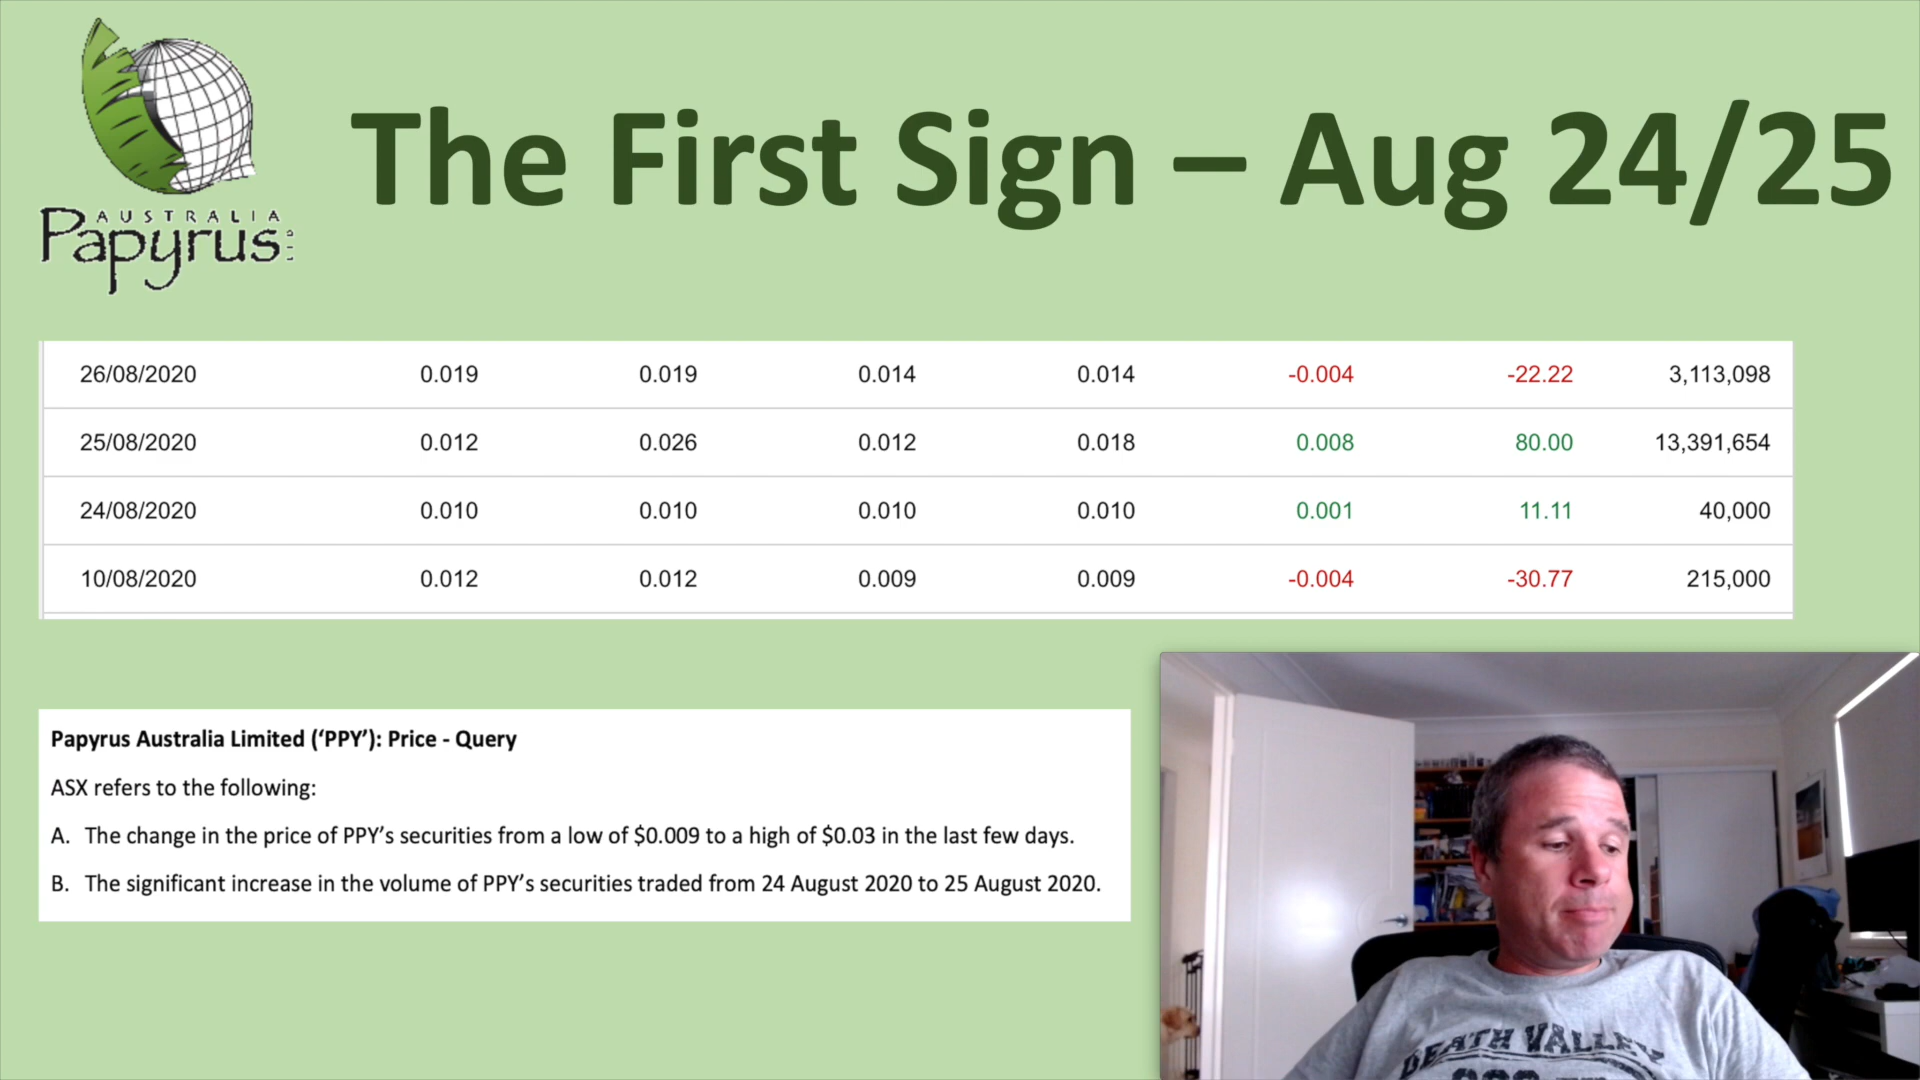 The First Sign – Aug 24/25
AUSTRALIA
Papyrus LTD
26/08/2020 0.019 0.019 0.014 0.014 -0.004 -22.22 3,113,098
25/08/2020 0.012 0.026 0.012 0.018 0.008 80.00 13,391,654
24/08/2020 0.010 0.010 0.010 0.010 0.001 11.11 40,000
10/08/2020 0.012 0.012 0.009 0.009 -0.004 -30.77 215,000
Papyrus Australia Limited (‘PPY’): Price - Query
ASX refers to the following:
A. The change in the price of PPY’s securities from a low of $0.009 to a high of $0.03 in the last few days.
B. The significant increase in the volume of PPY’s securities traded from 24 August 2020 to 25 August 2020.
DEATH VALLEY